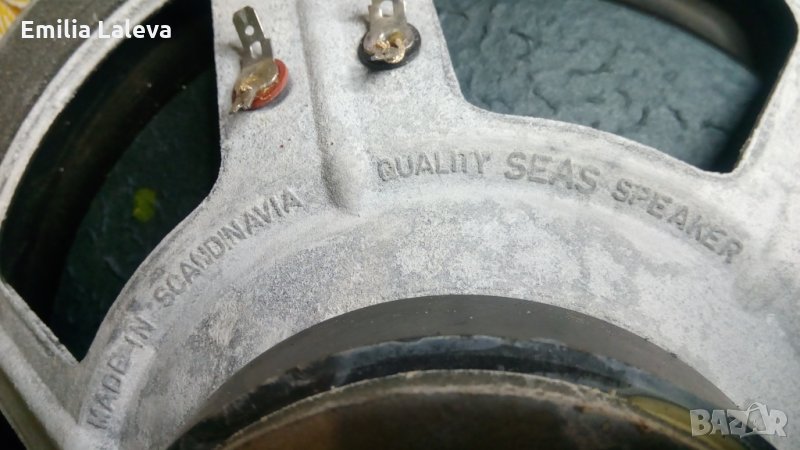 Emilia Laleva
MADE IN SCANDINAVIA
QUALITY SEAS SPEAKER
BAZAR